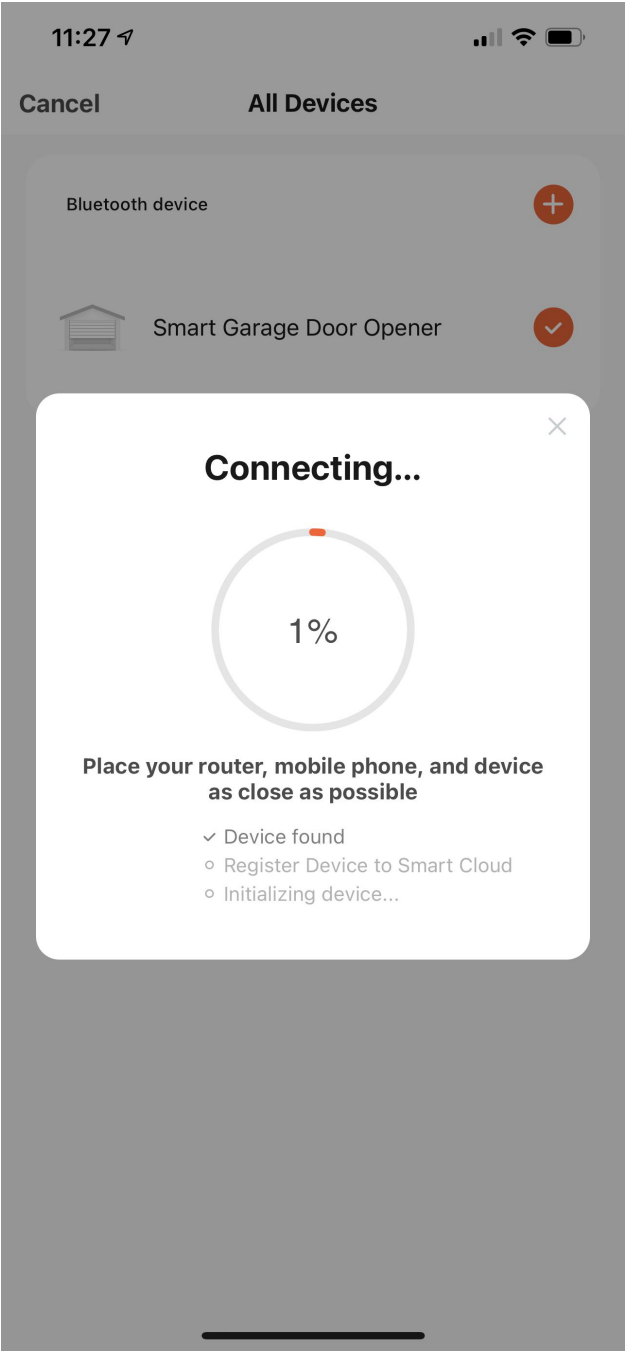 11:27
Cancel
All Devices
Bluetooth device
Smart Garage Door Opener
Connecting...
1%
Place your router, mobile phone, and device
as close as possible
Device found
Register Device to Smart Cloud
Initializing device...